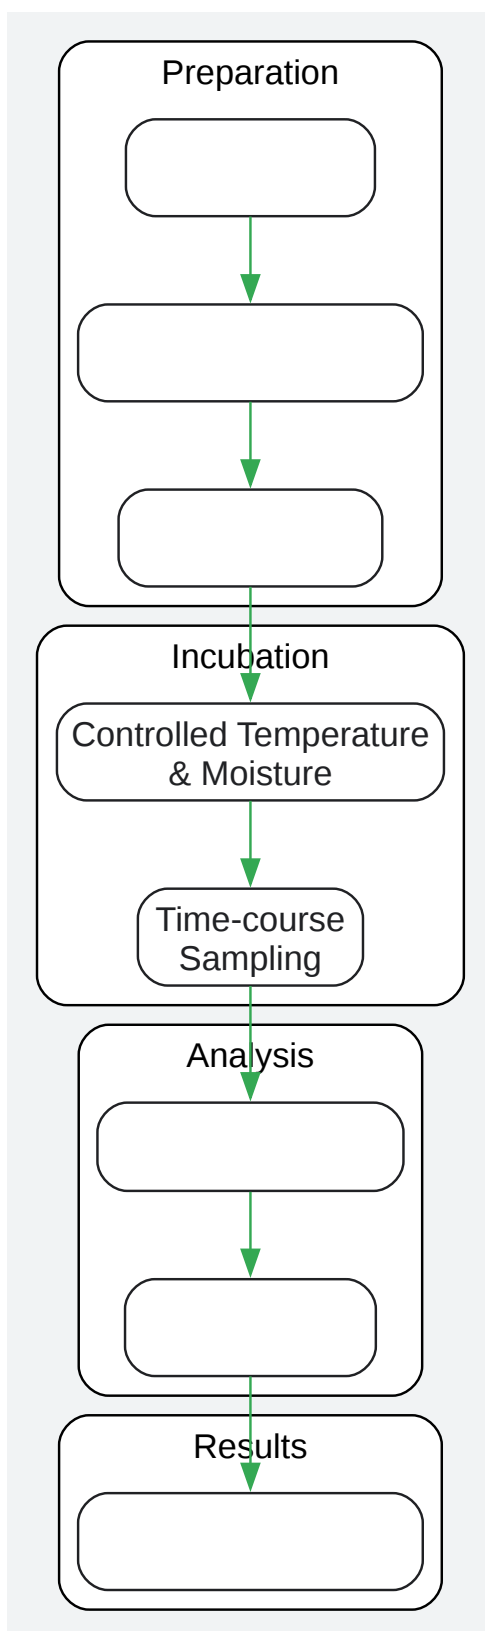 Preparation
Incubation
Controlled Temperature
& Moisture
Time-course
Sampling
Analysis
Results